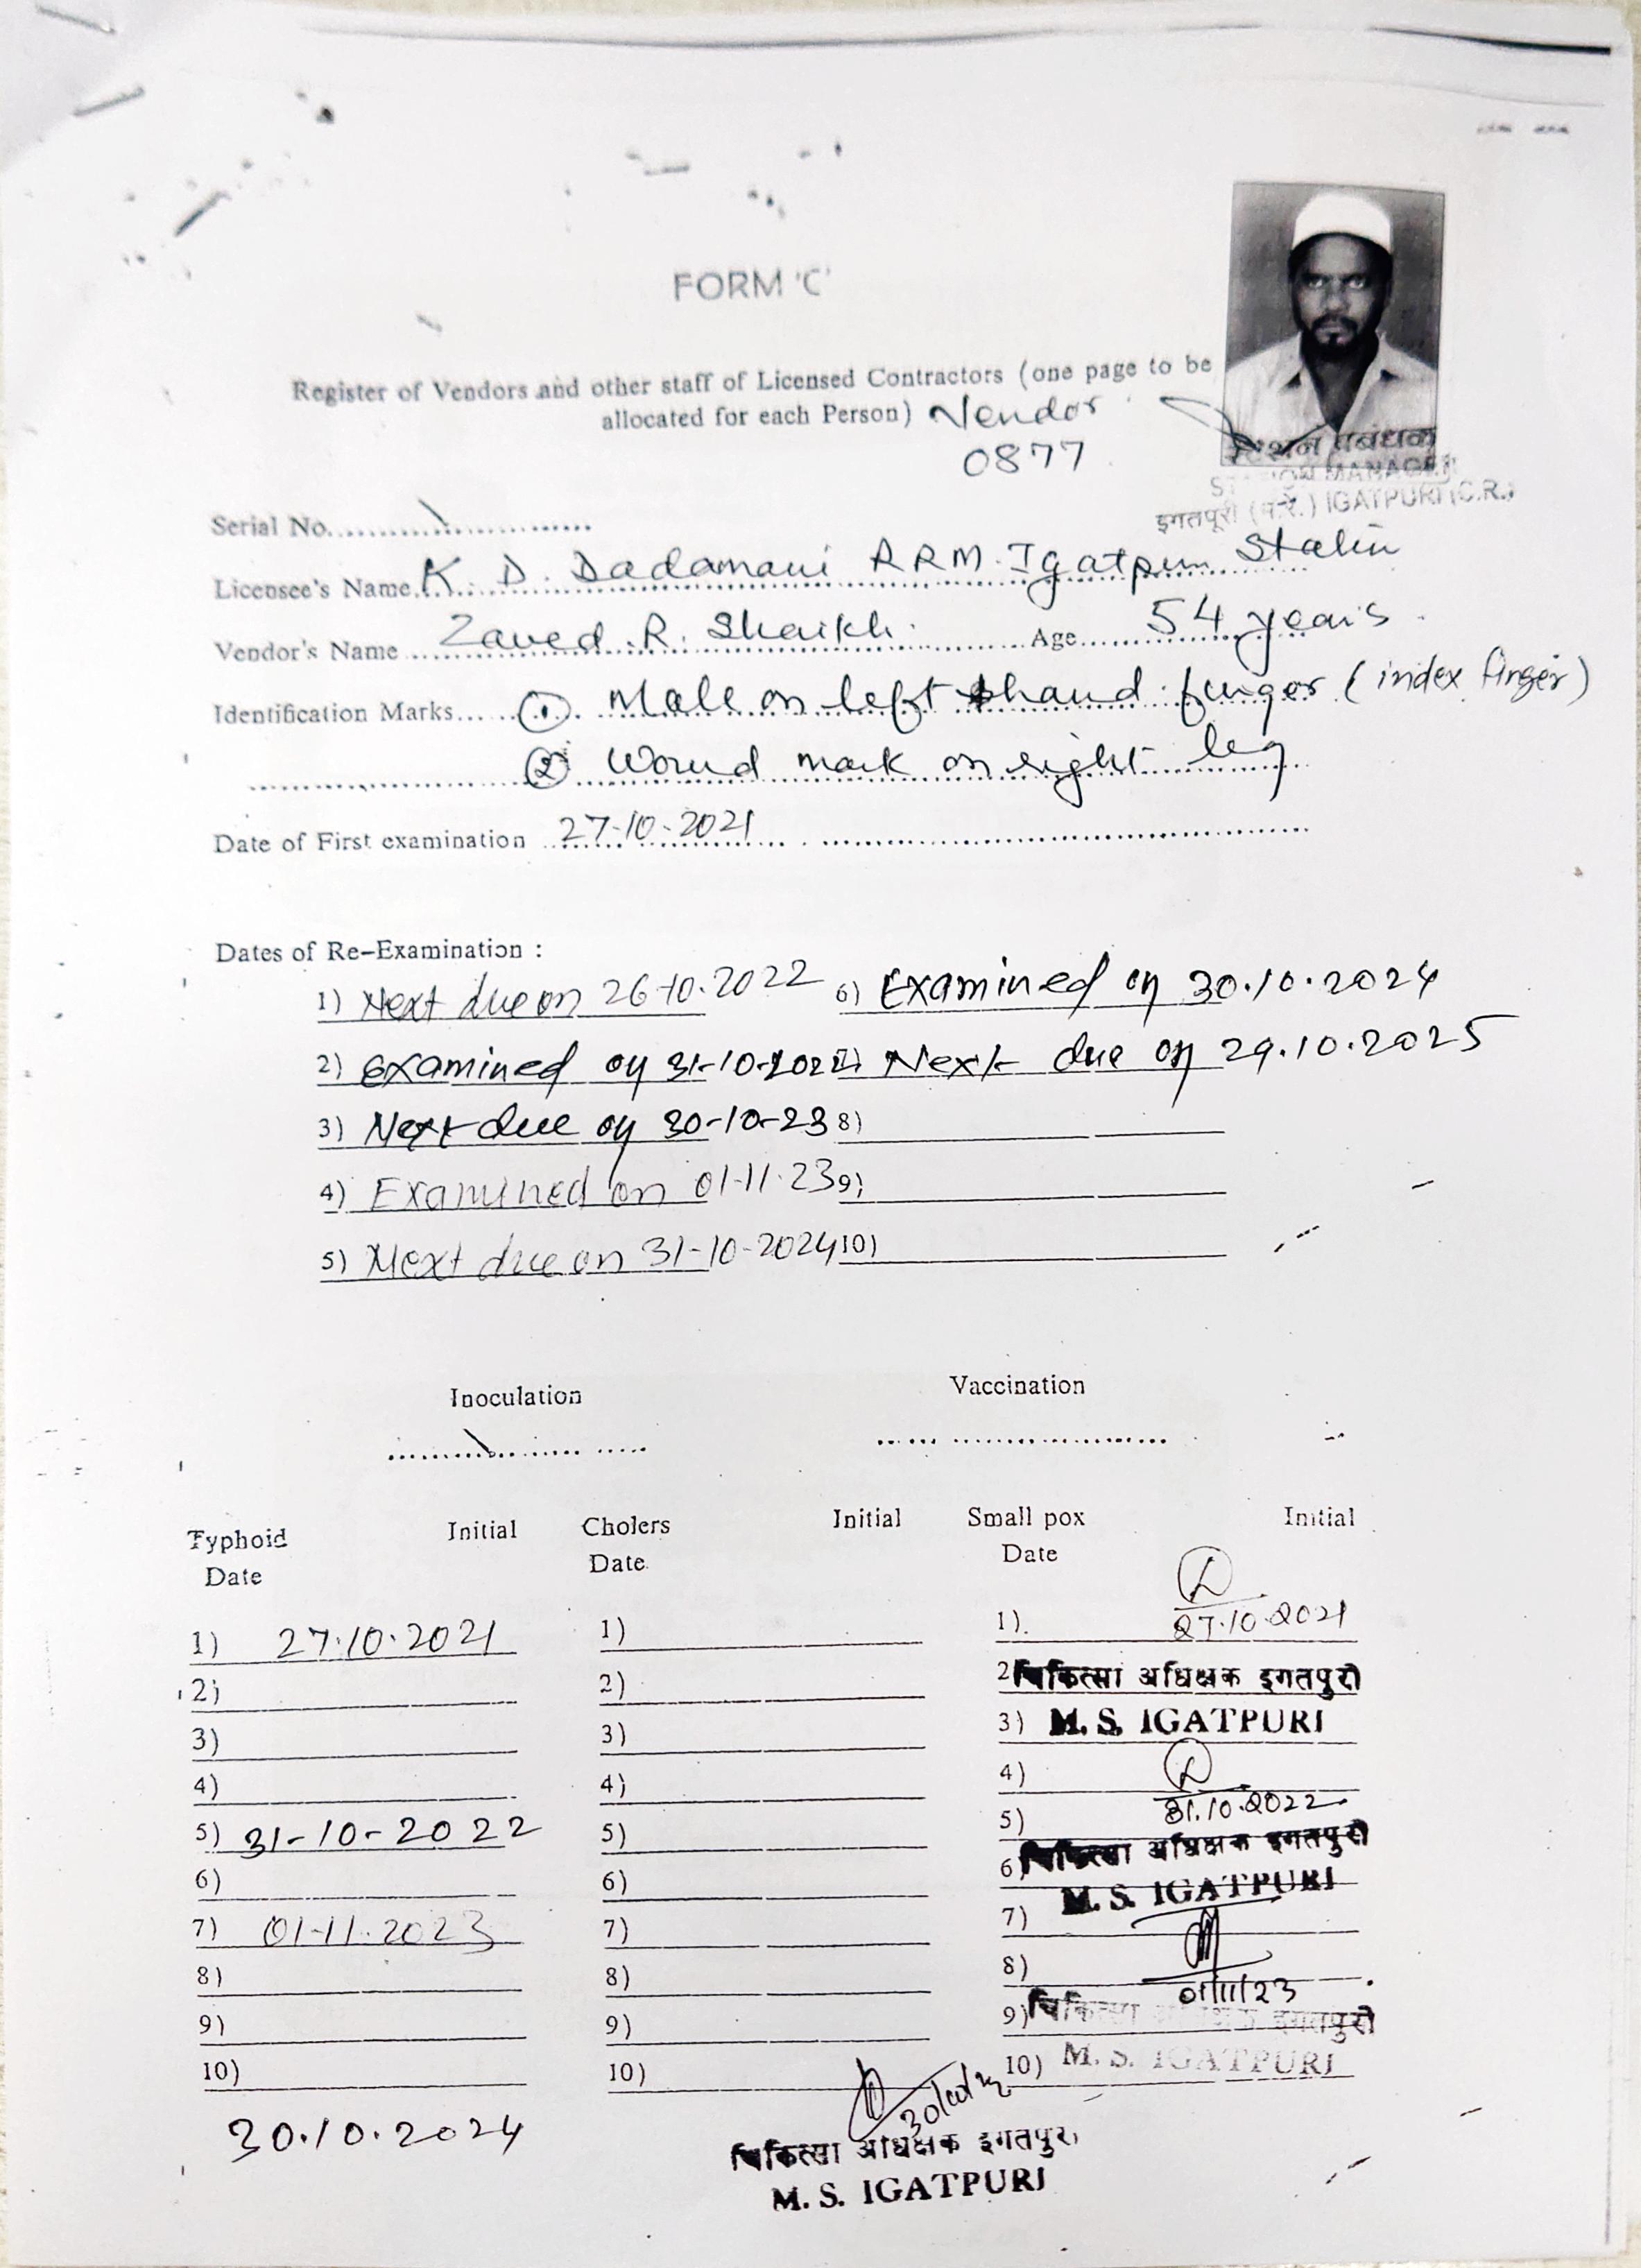 FORM 'C'
Register of Vendors and other staff of Licensed Contractors (one page to be
allocated for each Person) Vendor
0877
स्टेशन प्रबंधक
STATION MANAGER
इगतपूरी (म.रे.) IGATPURI (C.R.)
Serial No.
Licensee's Name K. D. Dadamani RRM Igatpuri Station
Vendor's Name Zaved R. Shaikh. Age 54 years
Identification Marks ① Mole on left hand finger (index finger)
② Wound mark on right leg
Date of First examination 27-10-2021
Dates of Re-Examination :
1) Next due on 26-10-2022 6) Examined on 30.10.2024
2) Examined on 31-10-2022 7) Next due on 29.10.2025
3) Next due on 30-10-23 8)
4) Examined on 01-11-23 9)
5) Next due on 31-10-2024 10)
Inoculation Vaccination
Typhoid Initial Cholers Initial Small pox Initial
Date Date Date
1) 27.10.2021 1) 1). 27.10.2021
2) 2) 2) चिकित्सा अधिक्षक इगतपुरी
3) 3) 3) M. S. IGATPURI
4) 4) 4)
5) 31-10-2022 5) 5) 31.10.2022
6) 6) 6) चिकित्सा अधिक्षक इगतपुरी
M. S. IGATPURI
7) 01-11-2023 7) 7)
8) 8) 8) 01/11/23
9) 9) 9) चिकित्सा अधिक्षक इगतपुरी
10) 10) 10) M. S. IGATPURI
30.10.2024
चिकित्सा अधिक्षक इगतपुरी
M. S. IGATPURI